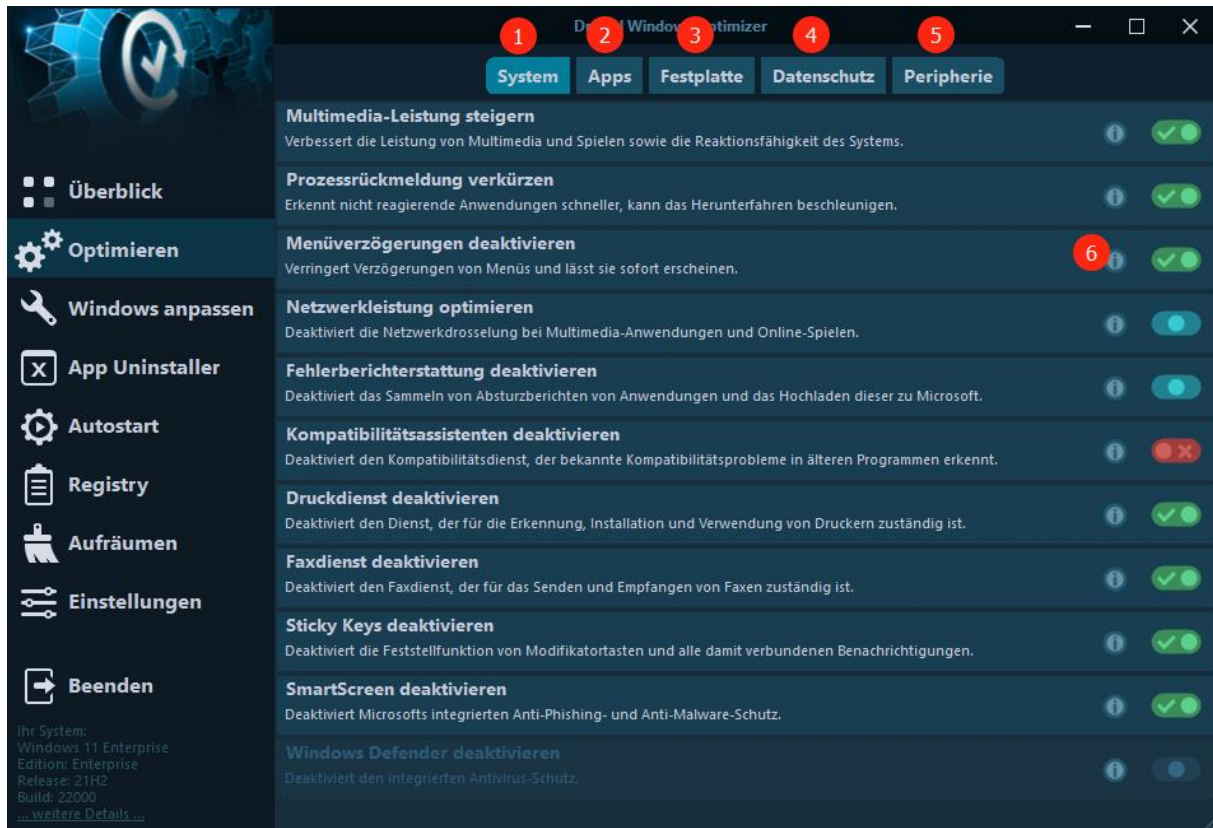 Windows
1
2
3
4
5
System
Apps
Festplatte
Datenschutz
Peripherie
Überblick
Optimieren
Windows anpassen
App Uninstaller
Autostart
Registry
Aufräumen
Einstellungen
Beenden
Ihr System:
Windows 11 Enterprise
Edition: Enterprise
Release: 21H2
Build: 22000
... weitere Details ...
Multimedia-Leistung steigern
Verbessert die Leistung von Multimedia und Spielen sowie die Reaktionsfähigkeit des Systems.
Prozessrückmeldung verkürzen
Erkennt nicht reagierende Anwendungen schneller, kann das Herunterfahren beschleunigen.
Menüverzögerungen deaktivieren
Verringert Verzögerungen von Menüs und lässt sie sofort erscheinen.
6
Netzwerkleistung optimieren
Deaktiviert die Netzwerkdrosselung bei Multimedia-Anwendungen und Online-Spielen.
Fehlerberichterstattung deaktivieren
Deaktiviert das Sammeln von Absturzberichten von Anwendungen und das Hochladen dieser zu Microsoft.
Kompatibilitätsassistenten deaktivieren
Deaktiviert den Kompatibilitätsdienst, der bekannte Kompatibilitätsprobleme in älteren Programmen erkennt.
Druckdienst deaktivieren
Deaktiviert den Dienst, der für die Erkennung, Installation und Verwendung von Druckern zuständig ist.
Faxdienst deaktivieren
Deaktiviert den Faxdienst, der für das Senden und Empfangen von Faxen zuständig ist.
Sticky Keys deaktivieren
Deaktiviert die Feststellfunktion von Modifikatortasten und alle damit verbundenen Benachrichtigungen.
SmartScreen deaktivieren
Deaktiviert Microsofts integrierten Anti-Phishing- und Anti-Malware-Schutz.
Windows Defender deaktivieren
Deaktiviert den integrierten Antivirus-Schutz.